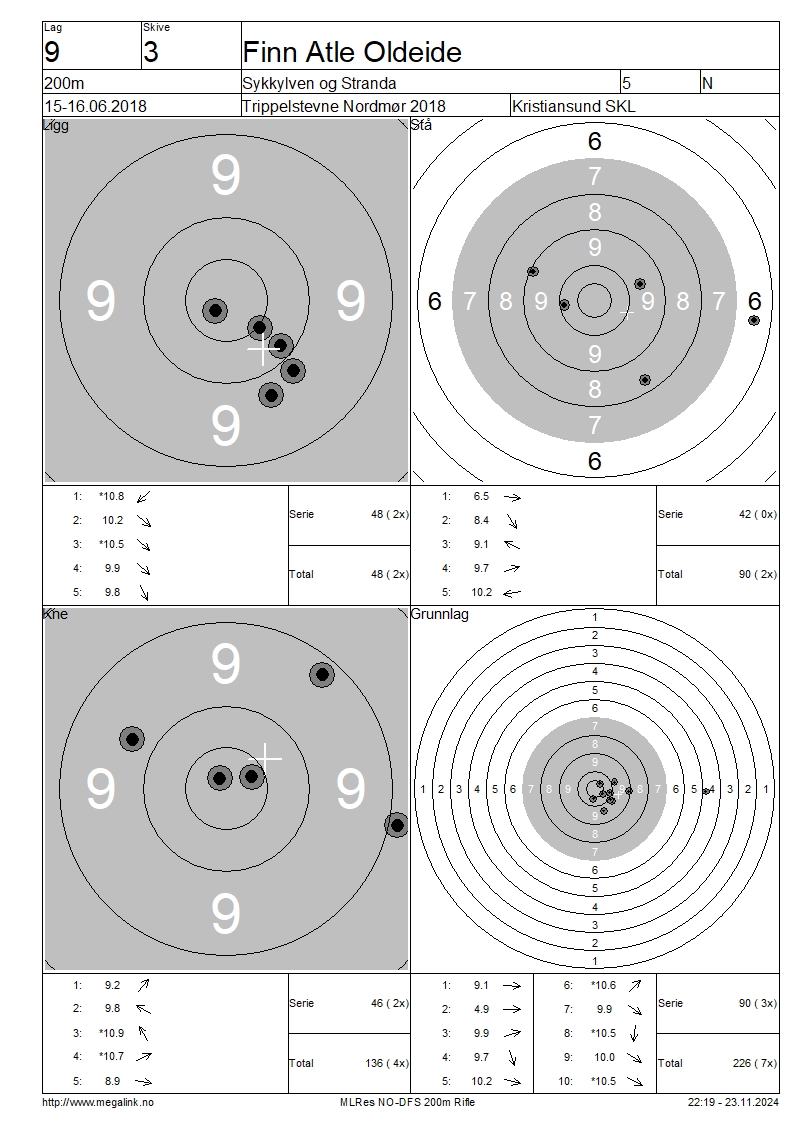 Lag
Skive
9
3
Finn Atle Oldeide
200m
Sykkylven og Stranda
5
N
15-16.06.2018
Trippelstevne Nordmør 2018
Kristiansund SKL
Ligg
9
9 9
9
1: *10.8
2: 10.2
3: *10.5
4: 9.9
5: 9.8
Serie 48 ( 2x)
Total 48 ( 2x)
Stå
6
7
8
9
6 7 8 9 9 8 7 6
9
8
7
6
1: 6.5
2: 8.4
3: 9.1
4: 9.7
5: 10.2
Serie 42 ( 0x)
Total 90 ( 2x)
Kne
9
9 9
9
1: 9.2
2: 9.8
3: *10.9
4: *10.7
5: 8.9
Serie 46 ( 2x)
Total 136 ( 4x)
Grunnlag
1
2
3
4
5
6
7
8
9
1 2 3 4 5 6 7 8 9 9 8 7 6 5 4 3 2 1
9
8
7
6
5
4
3
2
1
1: 9.1
2: 4.9
3: 9.9
4: 9.7
5: 10.2
6: *10.6
7: 9.9
8: *10.5
9: 10.0
10: *10.5
Serie 90 ( 3x)
Total 226 ( 7x)
http://www.megalink.no
MLRes NO-DFS 200m Rifle
22:19 - 23.11.2024